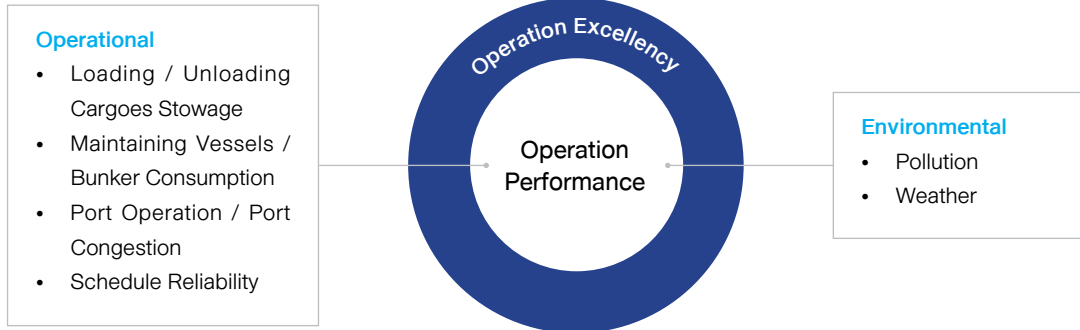 Operational
• Loading / Unloading
Cargoes Stowage
• Maintaining Vessels /
Bunker Consumption
• Port Operation / Port
Congestion
• Schedule Reliability
Operation Excellency
Operation
Performance
Environmental
• Pollution
• Weather